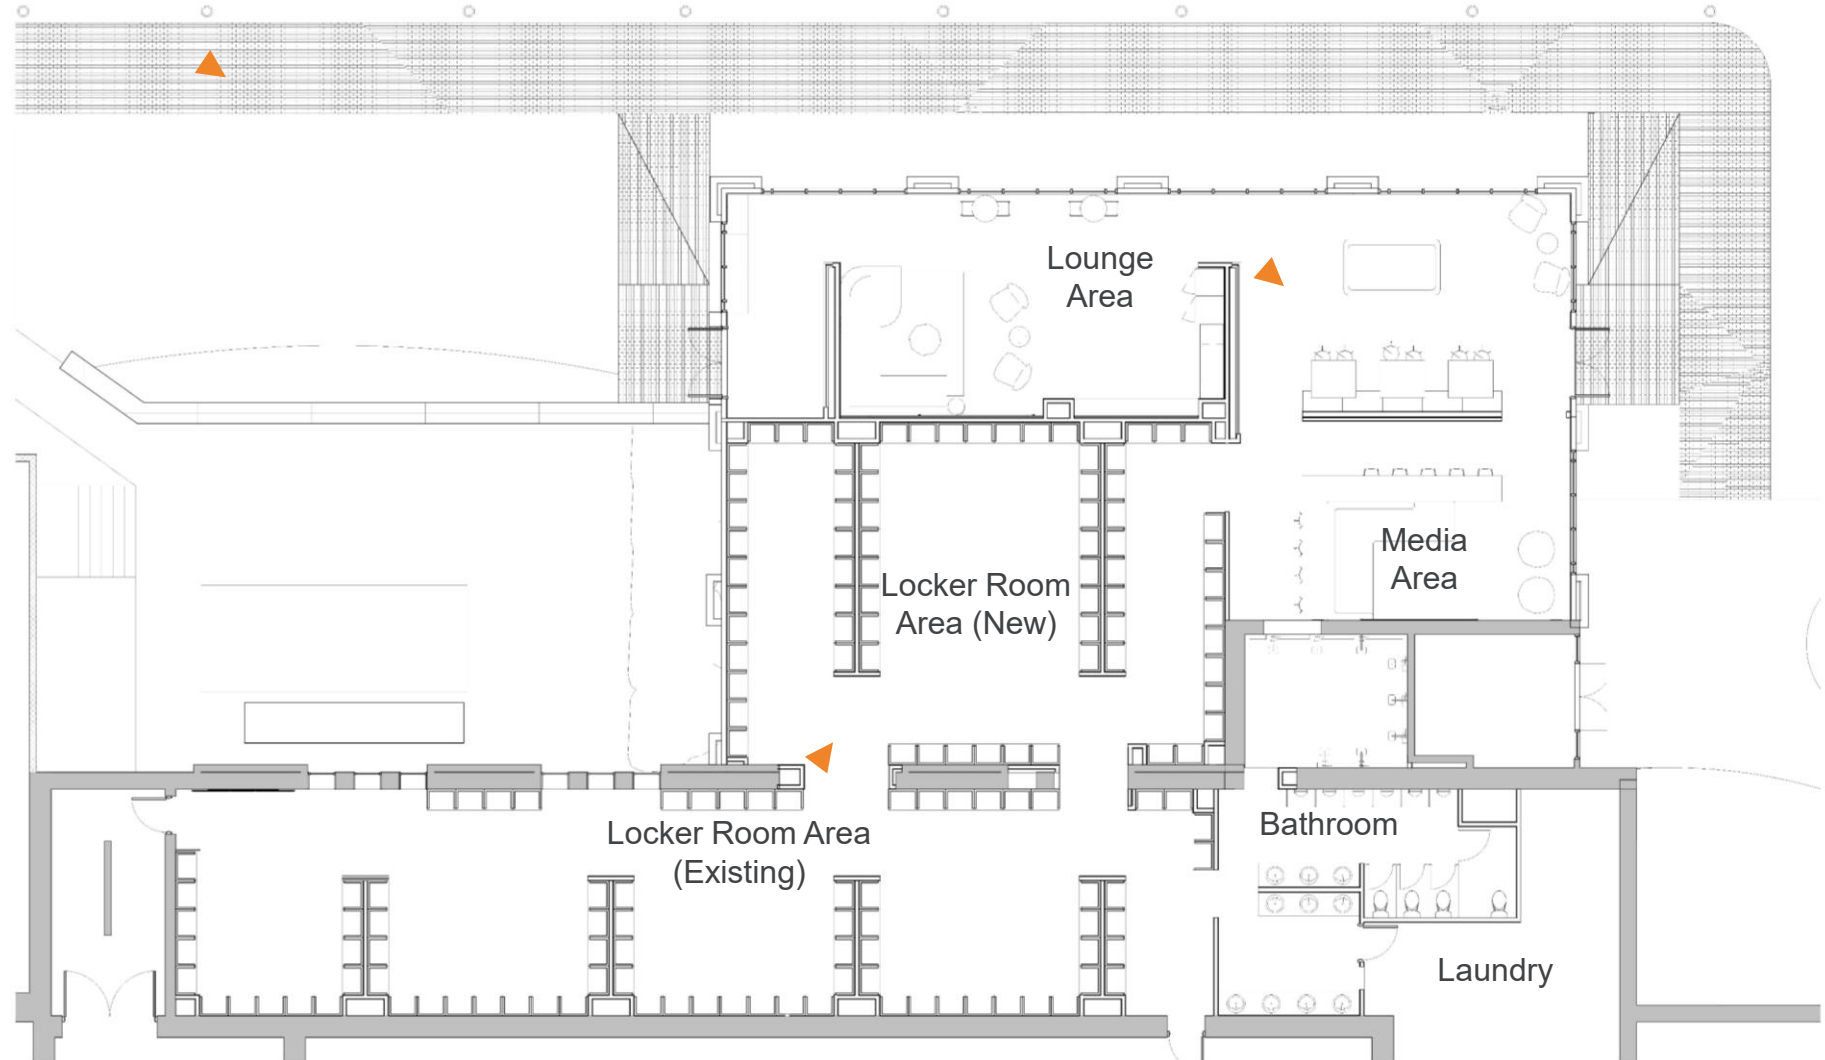 Lounge
Area
Media
Area
Locker Room
Area (New)
Locker Room Area
(Existing)
Bathroom
Laundry